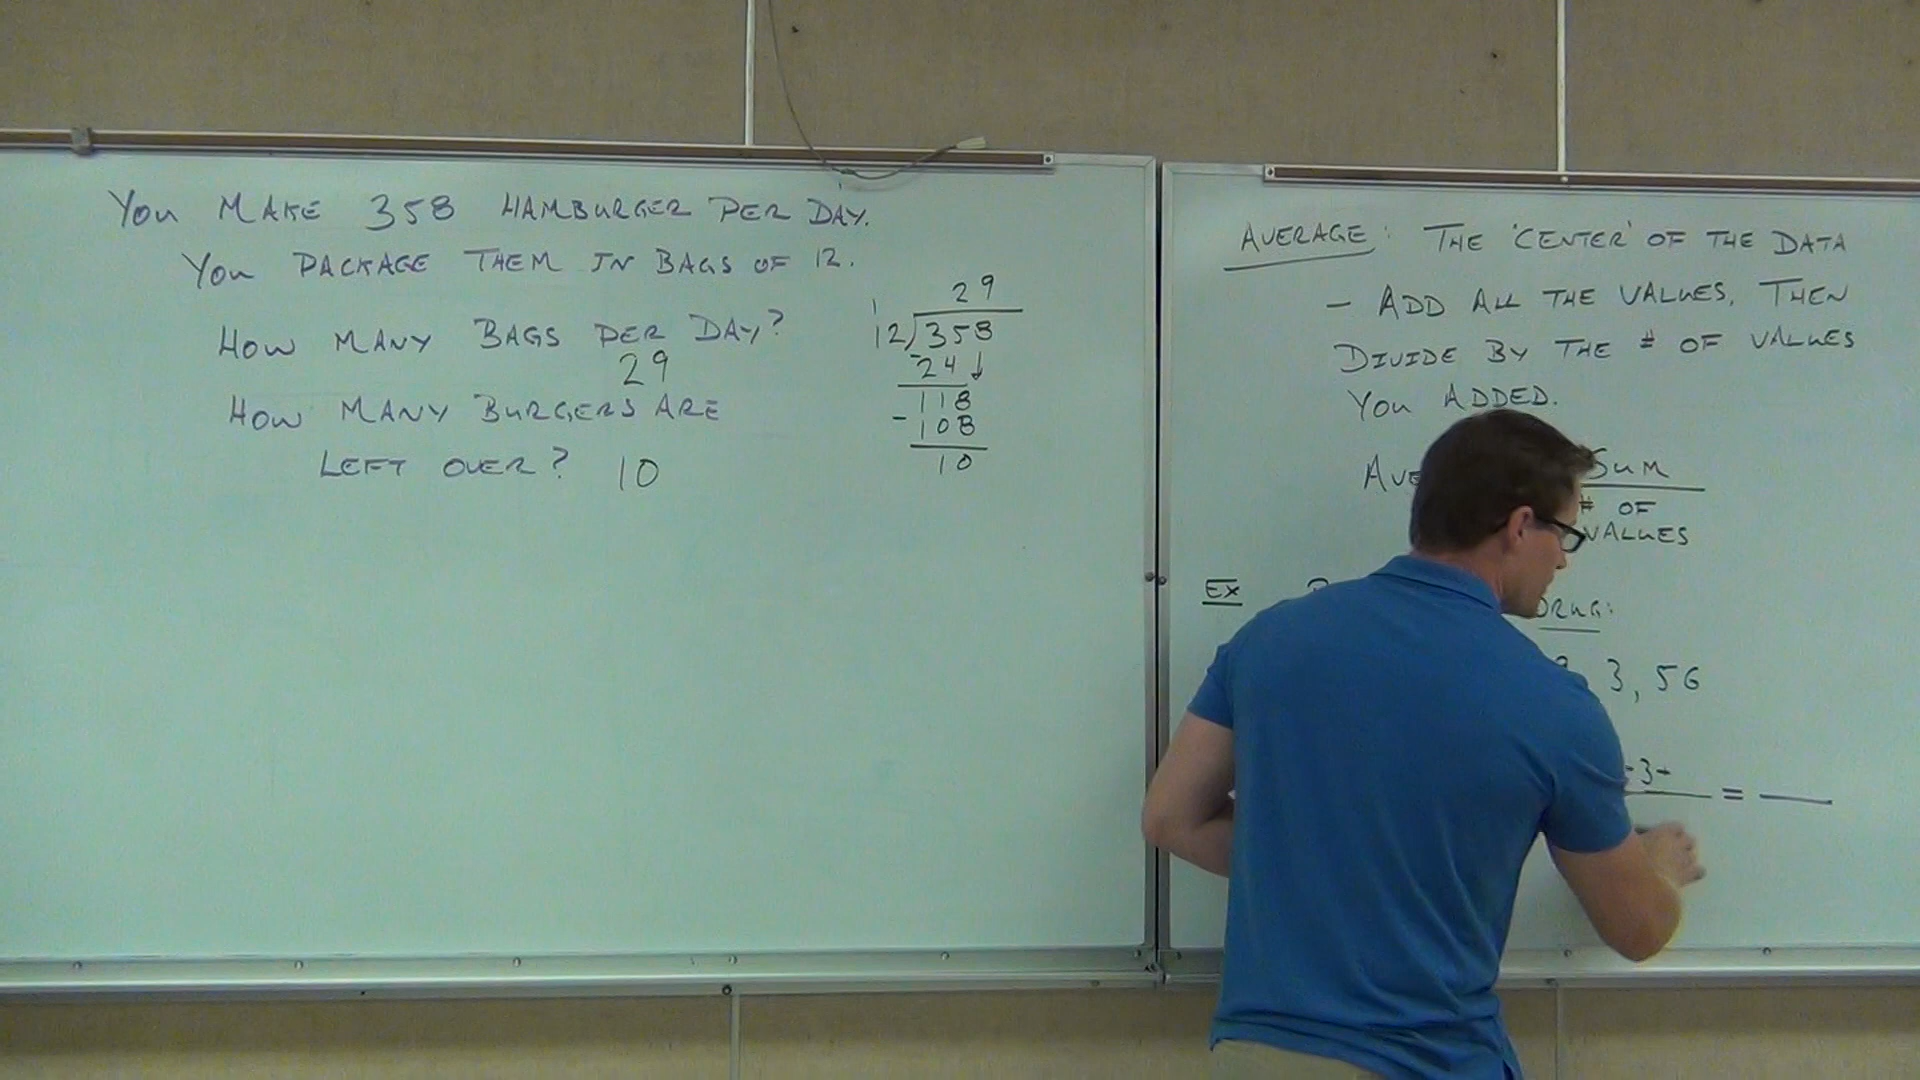 YOU MAKE 358 HAMBURGER PER DAY.
YOU PACKAGE THEM IN BAGS OF 12.
HOW MANY BAGS PER DAY?
29
HOW MANY BURGERS ARE
LEFT OVER? 10
29
1
12)358
-24↓
118
-108
10
AVERAGE: THE 'CENTER' OF THE DATA
- ADD ALL THE VALUES, THEN
DIVIDE BY THE # OF VALUES
YOU ADDED.
SUM
# OF
VALUES
EX
3, 56
-3-
=